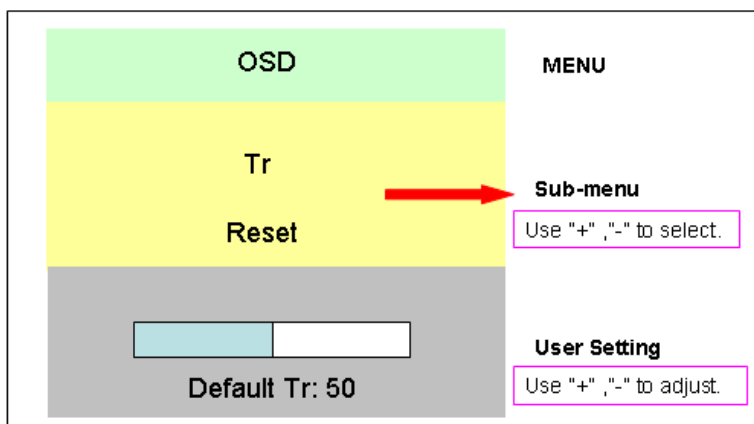 OSD
MENU
Tr
Sub-menu
Reset
Use "+" ,"-" to select.
User Setting
Default Tr: 50
Use "+" ,"-" to adjust.